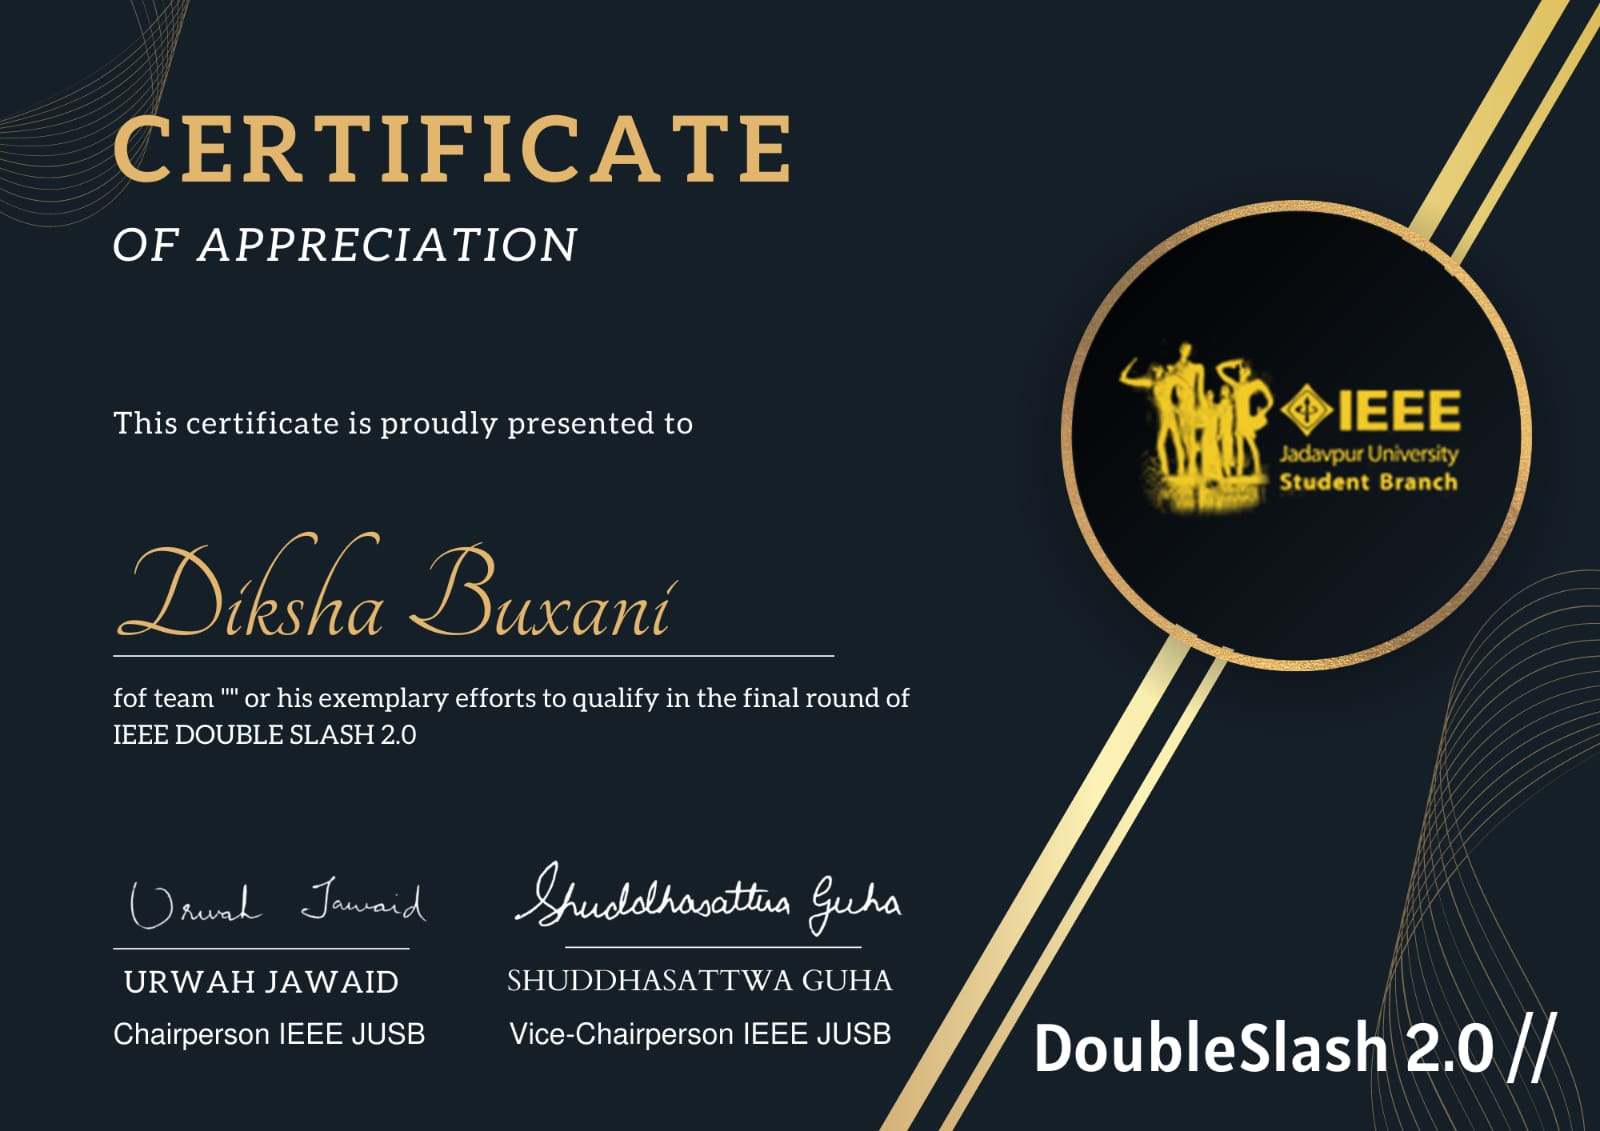 CERTIFICATE
OF APPRECIATION
This certificate is proudly presented to
Diksha Buxani
fof team "" or his exemplary efforts to qualify in the final round of
IEEE DOUBLE SLASH 2.0
Urwah Jawaid
URWAH JAWAID
Chairperson IEEE JUSB
Shuddhasattwa Guha
SHUDDHASATTWA GUHA
Vice-Chairperson IEEE JUSB
IEEE
Jadavpur University
Student Branch
DoubleSlash 2.0 //